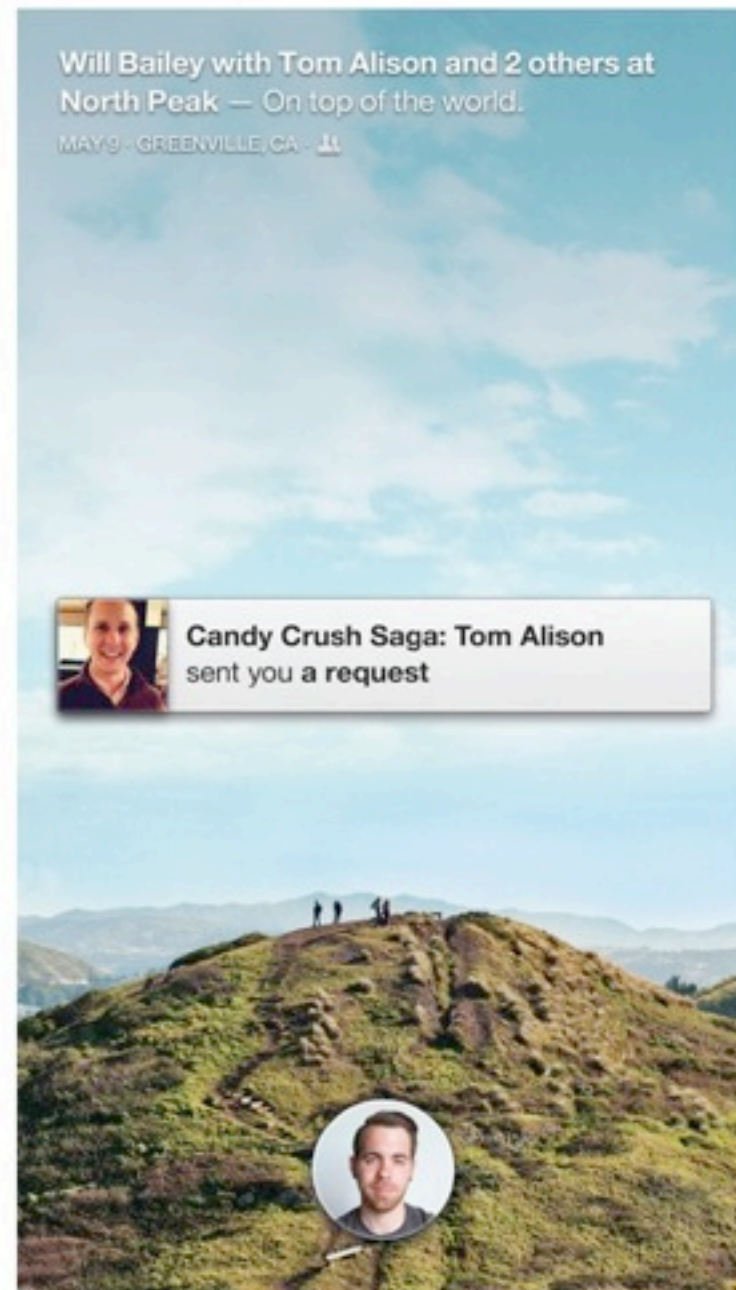 Will Bailey with Tom Alison and 2 others at
North Peak — On top of the world.
MAY 9 · GREENVILLE, CA ·
Candy Crush Saga: Tom Alison
sent you a request